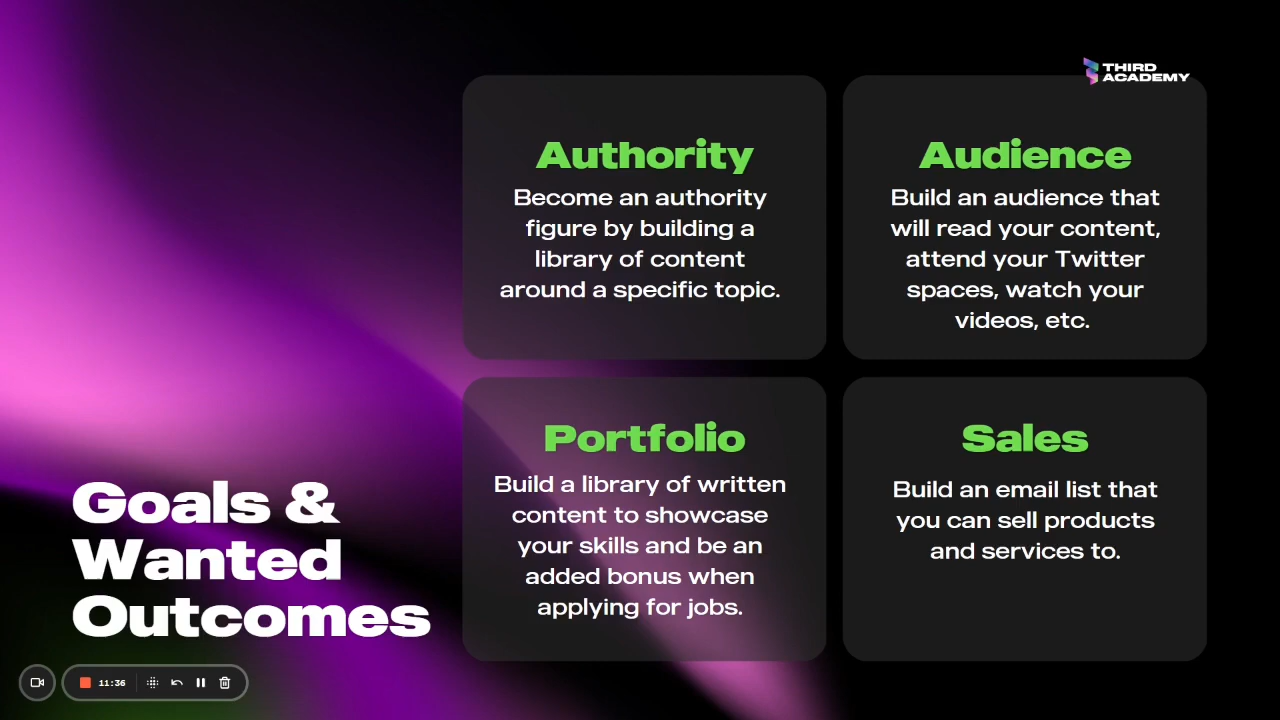 THIRD
ACADEMY
Authority
Become an authority
figure by building a
library of content
around a specific topic.
Audience
Build an audience that
will read your content,
attend your Twitter
spaces, watch your
videos, etc.
Portfolio
Build a library of written
content to showcase
your skills and be an
added bonus when
applying for jobs.
Sales
Build an email list that
you can sell products
and services to.
Goals &
Wanted
Outcomes
11:36